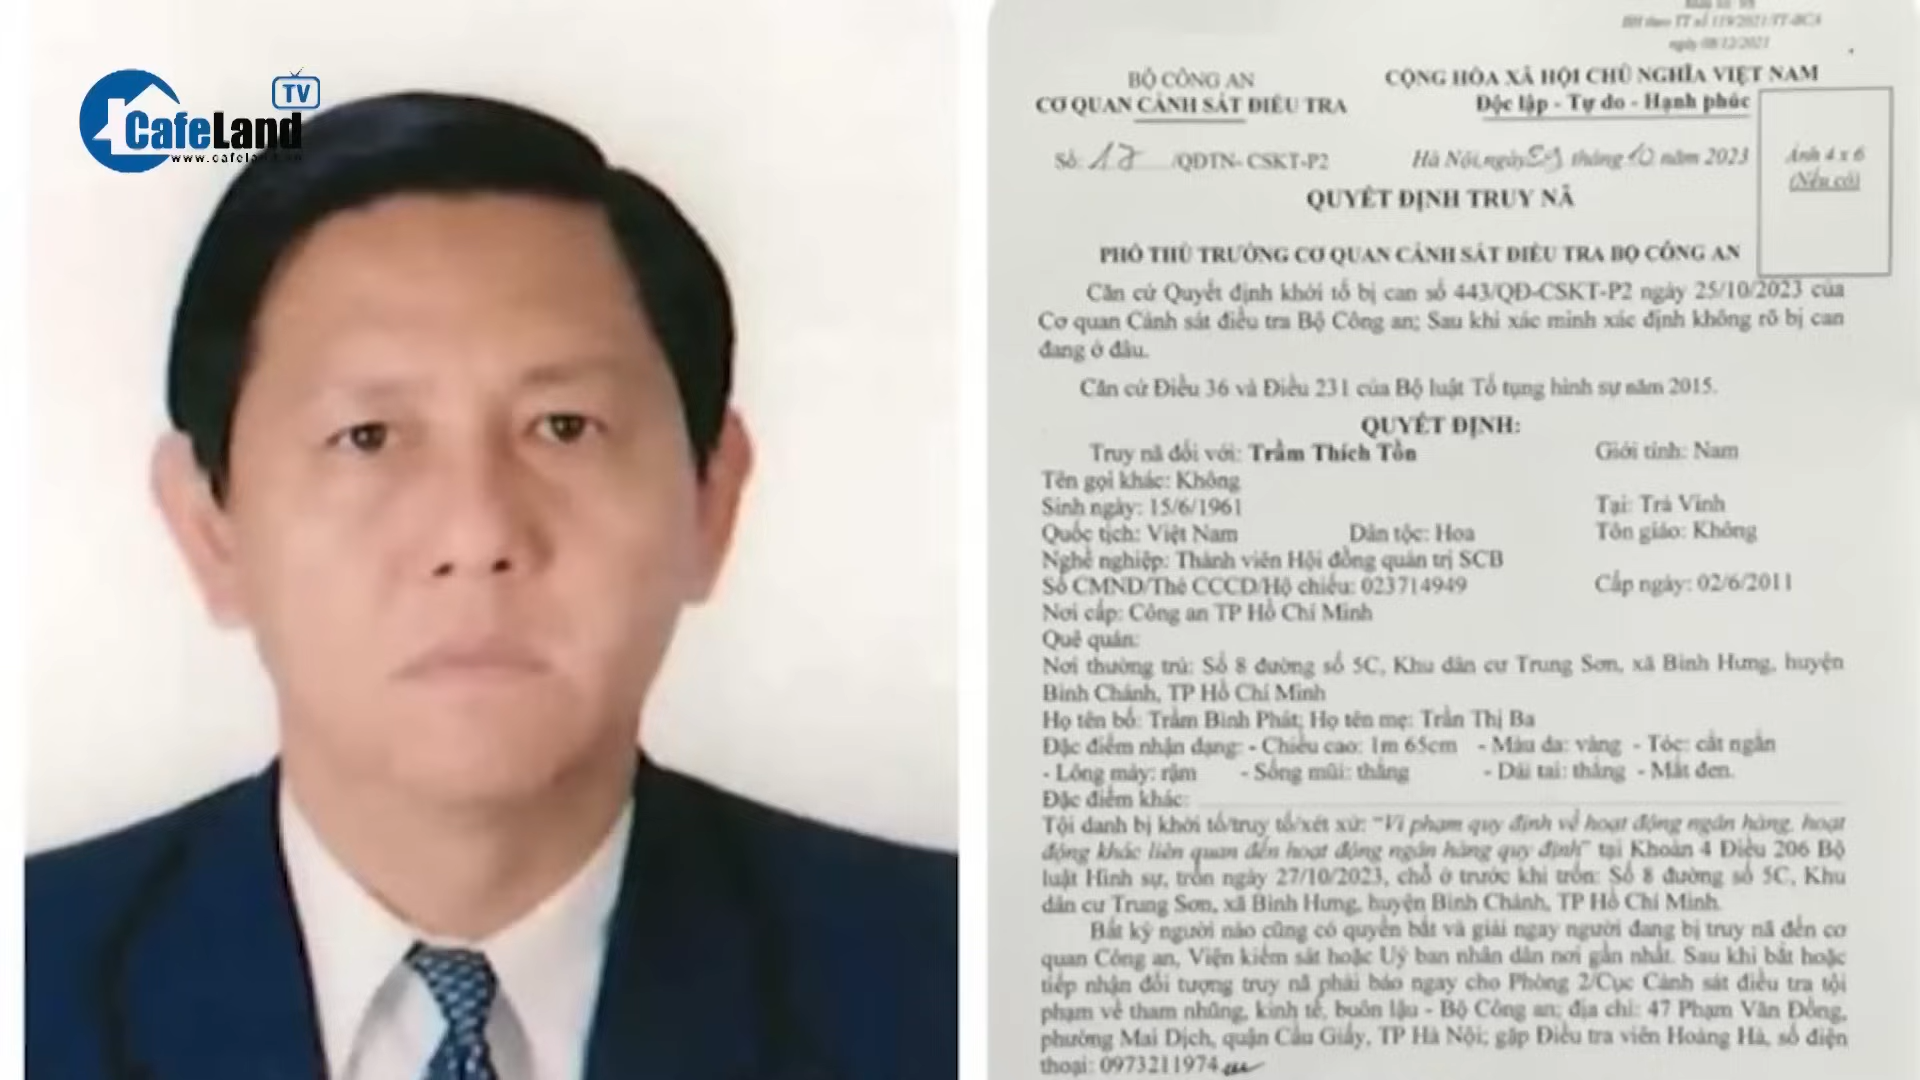 TV
CafeLand
www.cafeland.vn
BH theo TT số 119/2021/TT-BCA
ngày 08/12/2021
BỘ CÔNG AN
CƠ QUAN CẢNH SÁT ĐIỀU TRA
CỘNG HÒA XÃ HỘI CHỦ NGHĨA VIỆT NAM
Độc lập - Tự do - Hạnh phúc
Số: /QĐTN- CSKT-P2
Hà Nội, ngày tháng 10 năm 2023
Ảnh 4 x 6
(Nếu có)
QUYẾT ĐỊNH TRUY NÃ
PHÓ THỦ TRƯỞNG CƠ QUAN CẢNH SÁT ĐIỀU TRA BỘ CÔNG AN
Căn cứ Quyết định khởi tố bị can số 443/QĐ-CSKT-P2 ngày 25/10/2023 của
Cơ quan Cảnh sát điều tra Bộ Công an; Sau khi xác minh xác định không rõ bị can
đang ở đâu.
Căn cứ Điều 36 và Điều 231 của Bộ luật Tố tụng hình sự năm 2015.
QUYẾT ĐỊNH:
Truy nã đối với: Trầm Thích Tồn Giới tính: Nam
Tên gọi khác: Không
Sinh ngày: 15/6/1961 Tại: Trà Vinh
Quốc tịch: Việt Nam Dân tộc: Hoa Tôn giáo: Không
Nghề nghiệp: Thành viên Hội đồng quản trị SCB
Số CMND/Thẻ CCCD/Hộ chiếu: 023714949 Cấp ngày: 02/6/2011
Nơi cấp: Công an TP Hồ Chí Minh
Quê quán:
Nơi thường trú: Số 8 đường số 5C, Khu dân cư Trung Sơn, xã Bình Hưng, huyện
Bình Chánh, TP Hồ Chí Minh
Họ tên bố: Trầm Bình Phát; Họ tên mẹ: Trần Thị Ba
Đặc điểm nhận dạng: - Chiều cao: 1m 65cm - Màu da: vàng - Tóc: cắt ngắn
- Lông mày: rậm - Sống mũi: thẳng - Dái tai: thẳng - Mắt đen.
Đặc điểm khác:
Tội danh bị khởi tố/truy tố/xét xử: "Vi phạm quy định về hoạt động ngân hàng, hoạt
động khác liên quan đến hoạt động ngân hàng quy định" tại Khoản 4 Điều 206 Bộ
luật Hình sự, trốn ngày 27/10/2023, chỗ ở trước khi trốn: Số 8 đường số 5C, Khu
dân cư Trung Sơn, xã Bình Hưng, huyện Bình Chánh, TP Hồ Chí Minh.
Bất kỳ người nào cũng có quyền bắt và giải ngay người đang bị truy nã đến cơ
quan Công an, Viện kiểm sát hoặc Uỷ ban nhân dân nơi gần nhất. Sau khi bắt hoặc
tiếp nhận đối tượng truy nã phải báo ngay cho Phòng 2/Cục Cảnh sát điều tra tội
phạm về tham nhũng, kinh tế, buôn lậu - Bộ Công an; địa chỉ: 47 Phạm Văn Đồng,
phường Mai Dịch, quận Cầu Giấy, TP Hà Nội; gặp Điều tra viên Hoàng Hà, số điện
thoại: 0973211974